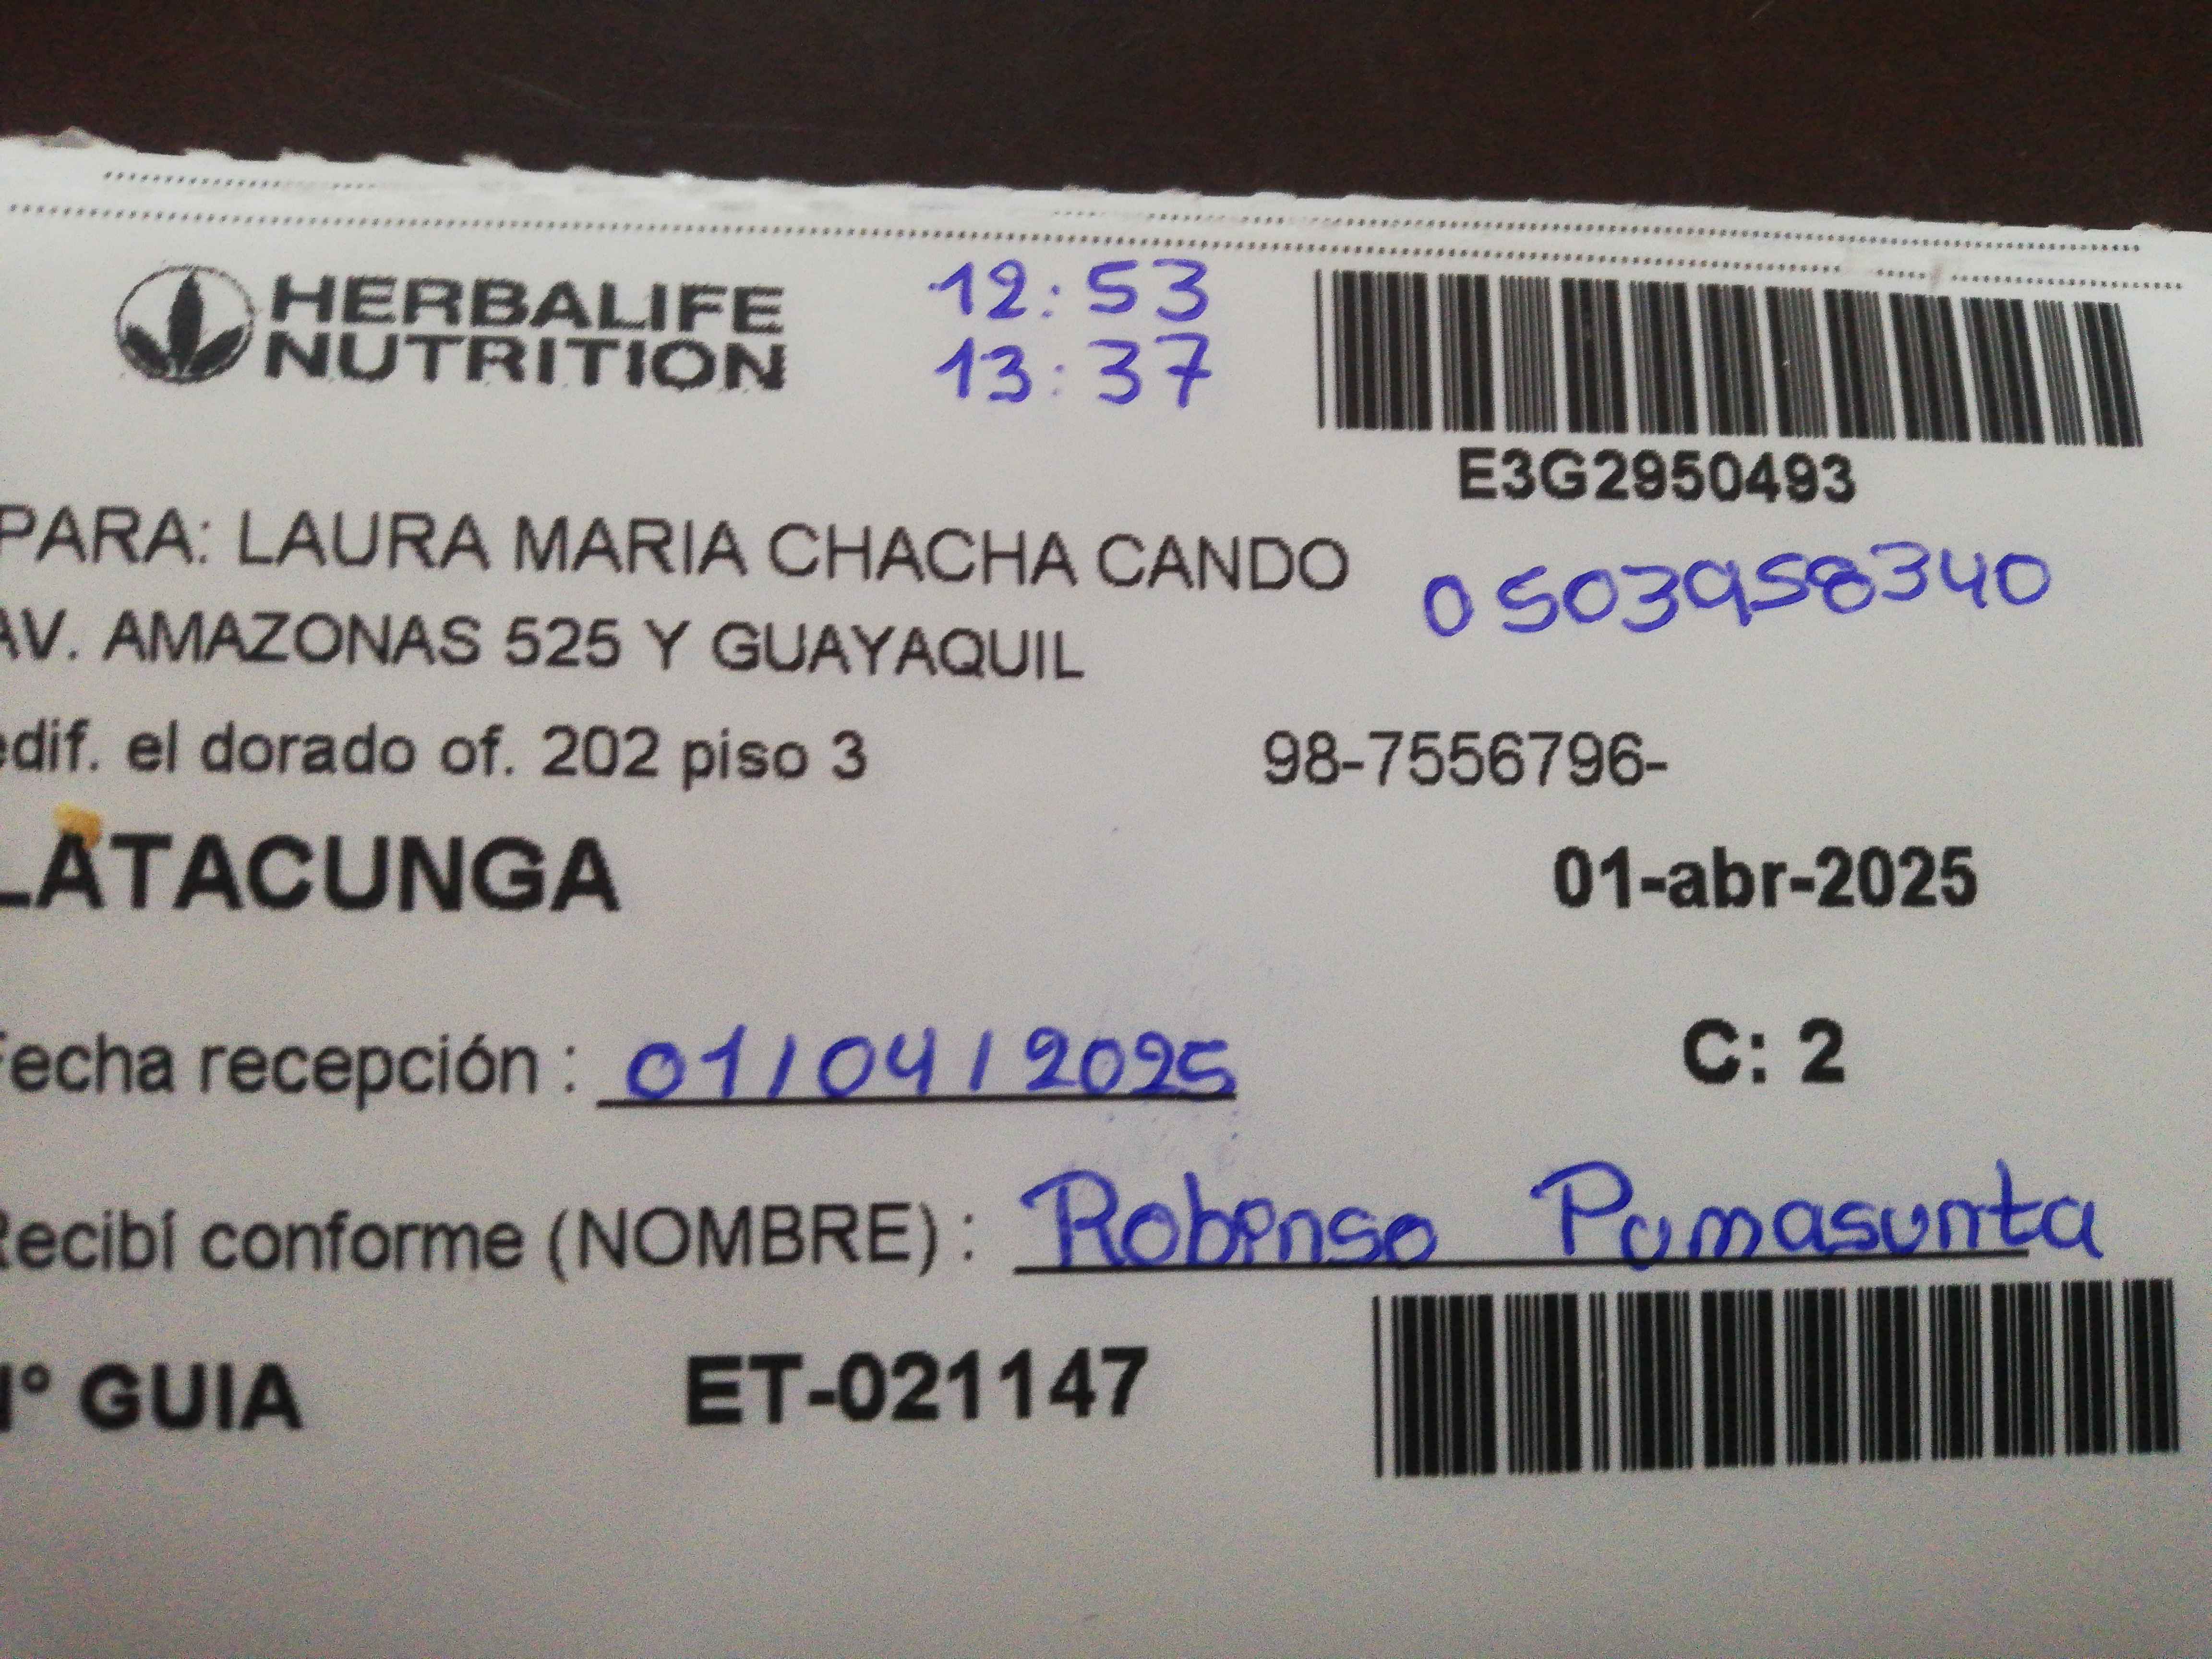 HERBALIFE
NUTRITION
12:53
13:37
E3G2950493
PARA: LAURA MARIA CHACHA CANDO
0503958340
AV. AMAZONAS 525 Y GUAYAQUIL
edif. el dorado of. 202 piso 3
98-7556796-
LATACUNGA
01-abr-2025
Fecha recepción : 01/04/2025
C: 2
Recibí conforme (NOMBRE) : Robinso Pumasunta
N° GUIA
ET-021147